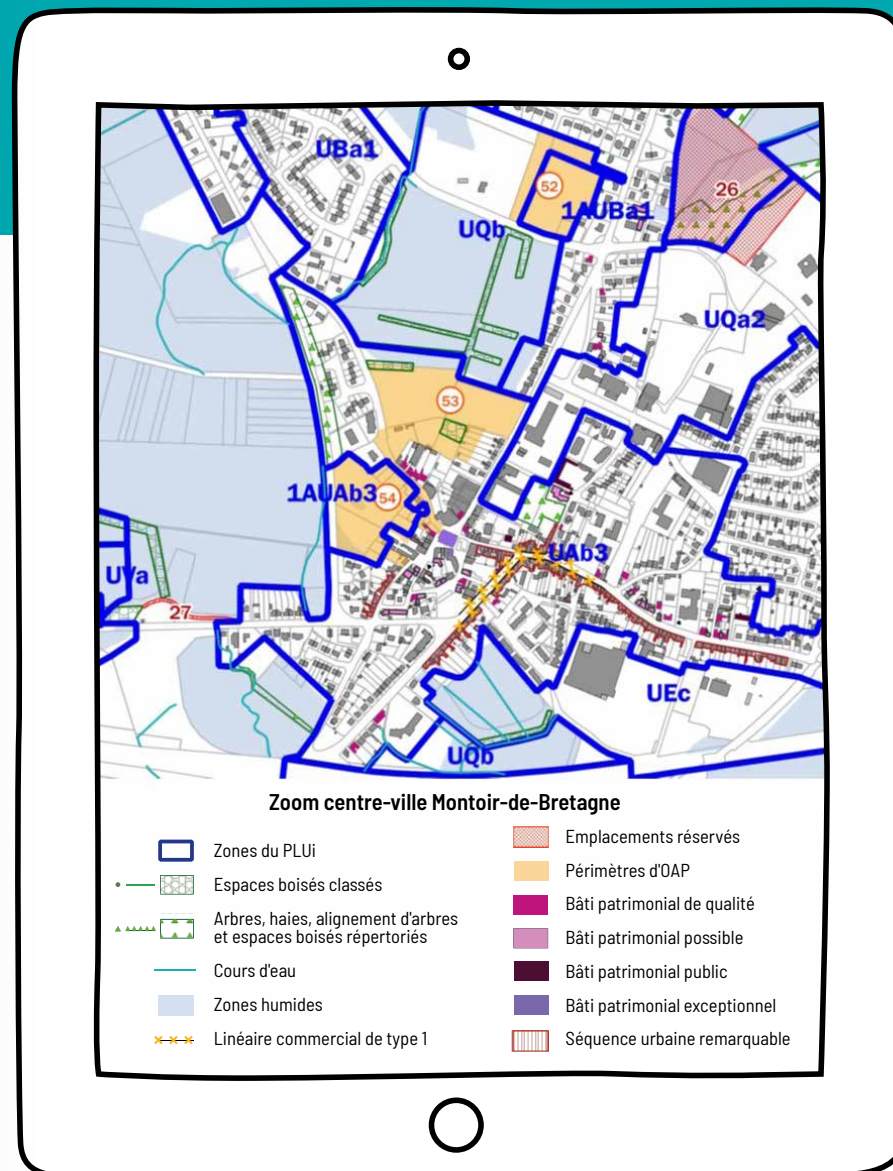 UBa1
52
1AUBa1
26
UQb
UQa2
53
1AUAb3
54
UAb3
UVa
27
UEc
UQb
Zoom centre-ville Montoir-de-Bretagne
Zones du PLUi
Espaces boisés classés
Arbres, haies, alignement d'arbres
et espaces boisés répertoriés
Cours d'eau
Zones humides
Linéaire commercial de type 1
Emplacements réservés
Périmètres d'OAP
Bâti patrimonial de qualité
Bâti patrimonial possible
Bâti patrimonial public
Bâti patrimonial exceptionnel
Séquence urbaine remarquable